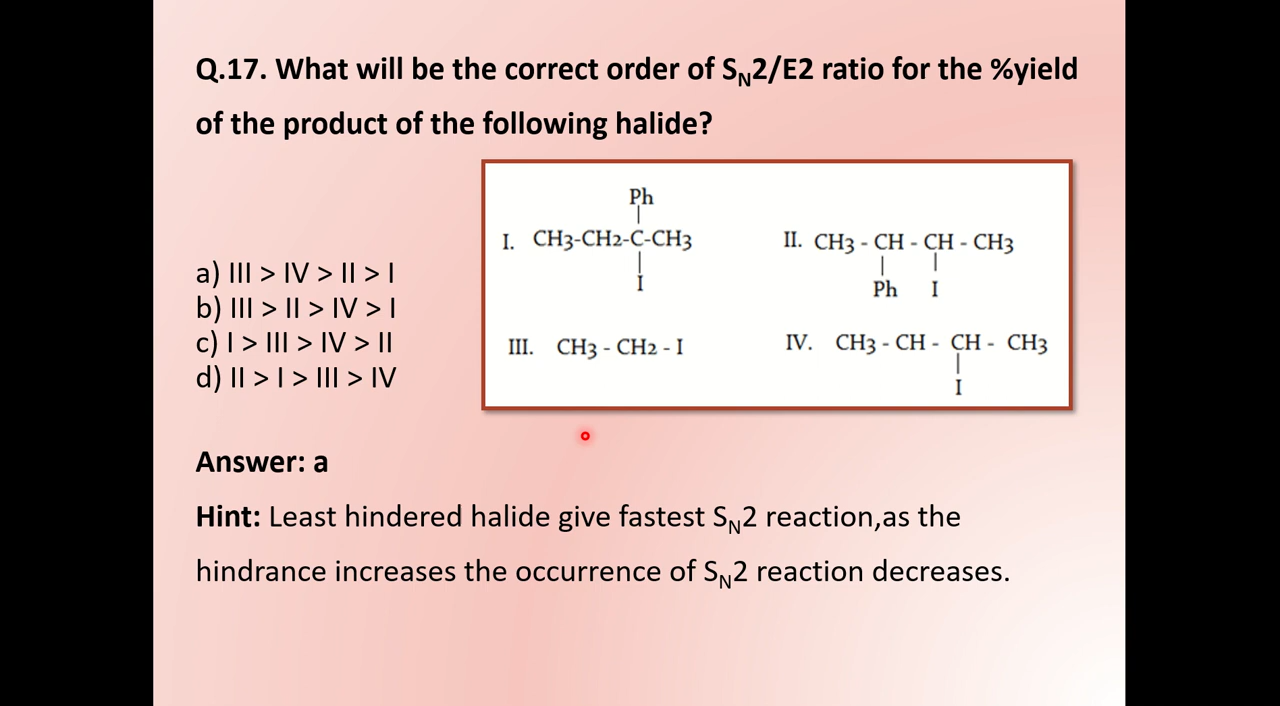 Q.17. What will be the correct order of SN2/E2 ratio for the %yield
of the product of the following halide?
Ph
I. CH3-CH2-C-CH3
I
II. CH3 - CH - CH - CH3
Ph I
a) III > IV > II > I
b) III > II > IV > I
c) I > III > IV > II
d) II > I > III > IV
III. CH3 - CH2 - I
IV. CH3 - CH - CH - CH3
I
Answer: a
Hint: Least hindered halide give fastest SN2 reaction,as the
hindrance increases the occurrence of SN2 reaction decreases.